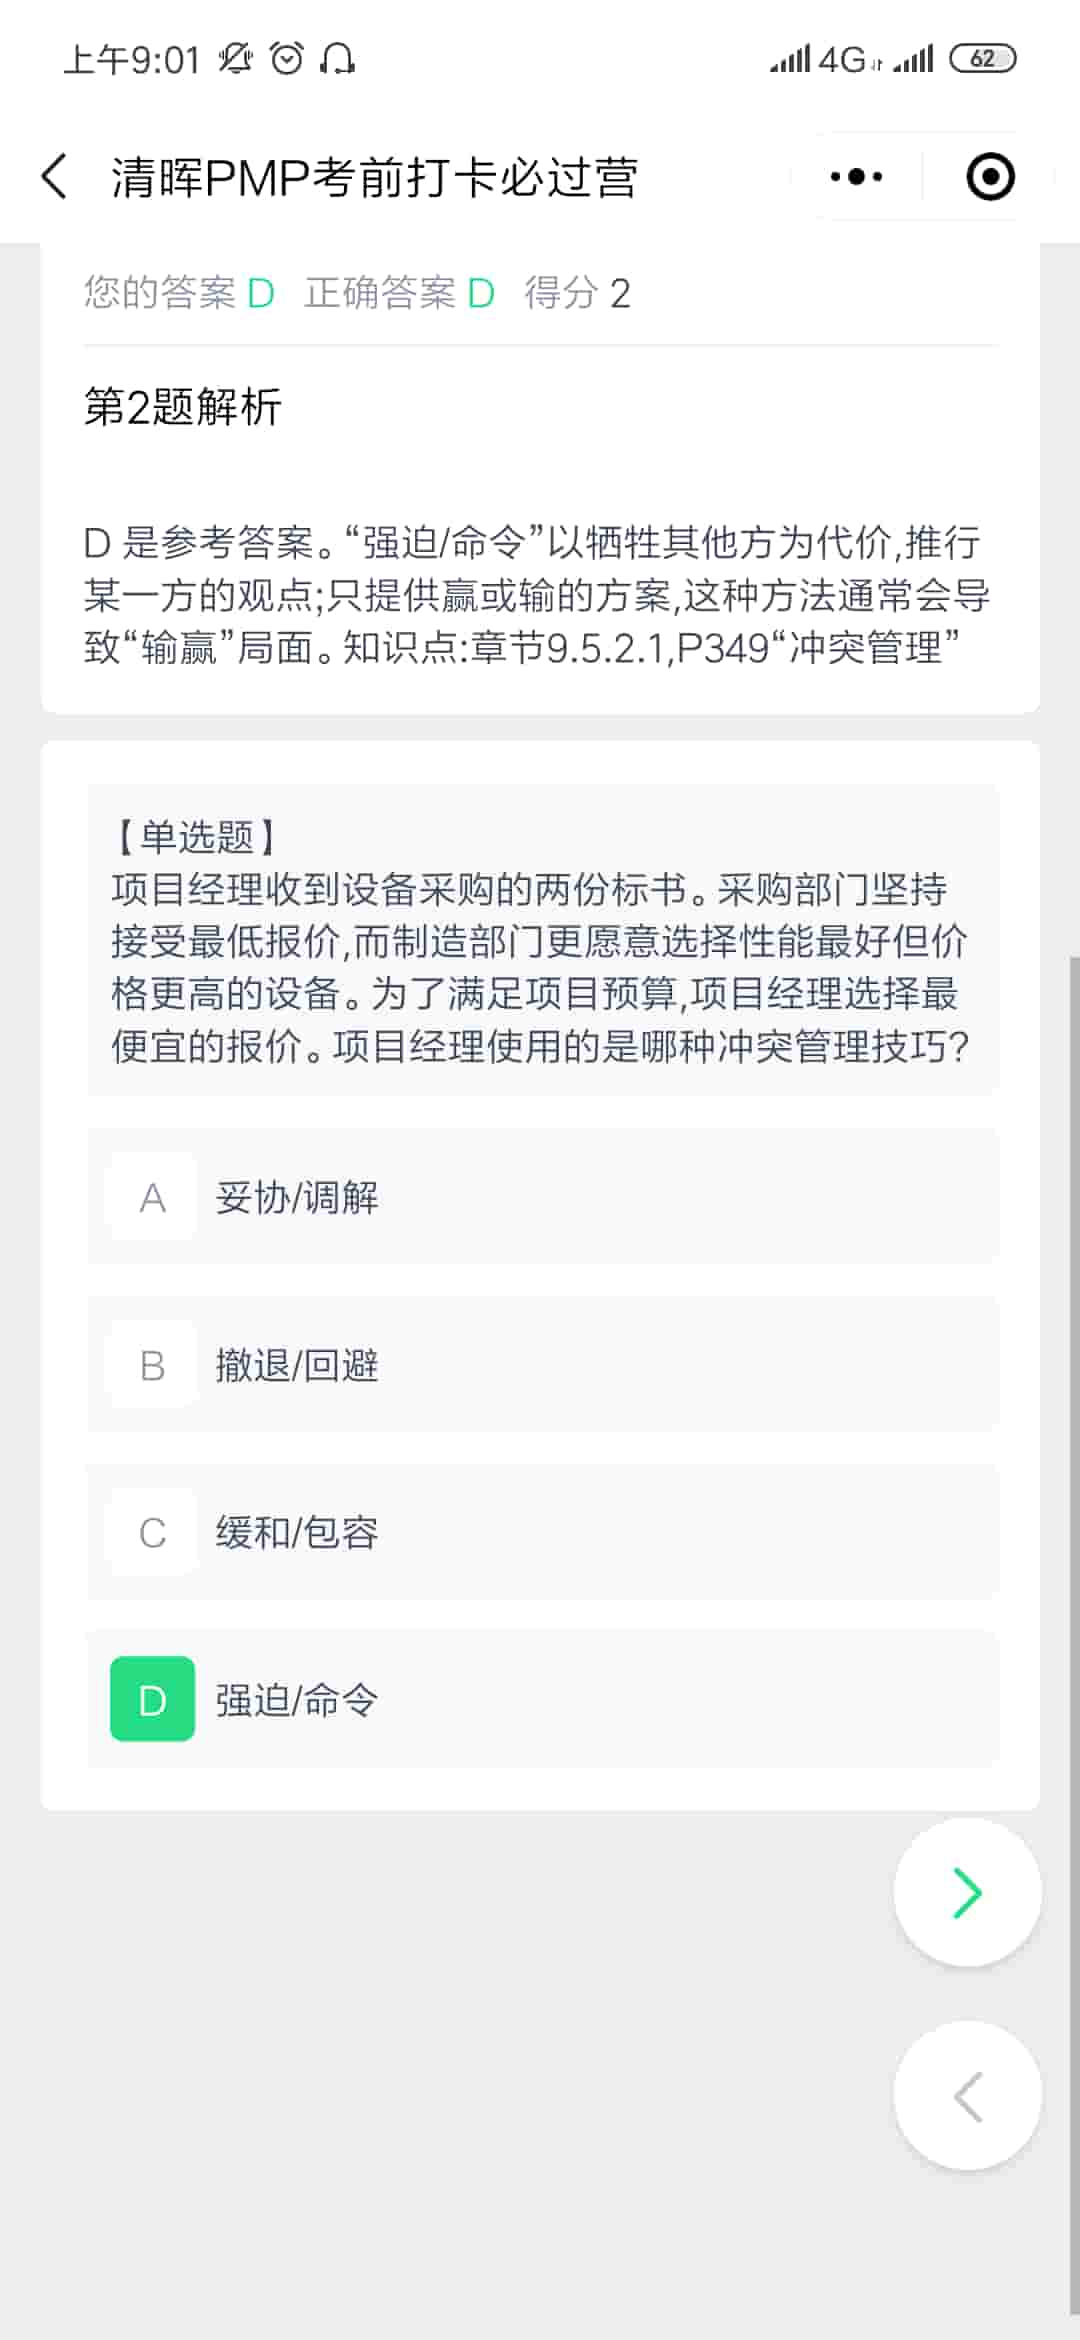 上午9:01 4G 62
清晖PMP考前打卡必过营
您的答案 D 正确答案 D 得分 2
第2题解析
D 是参考答案。“强迫/命令”以牺牲其他方为代价,推行
某一方的观点;只提供赢或输的方案,这种方法通常会导
致“输赢”局面。知识点:章节9.5.2.1,P349“冲突管理”
【单选题】
项目经理收到设备采购的两份标书。采购部门坚持
接受最低报价,而制造部门更愿意选择性能最好但价
格更高的设备。为了满足项目预算,项目经理选择最
便宜的报价。项目经理使用的是哪种冲突管理技巧?
A 妥协/调解
B 撤退/回避
C 缓和/包容
D 强迫/命令